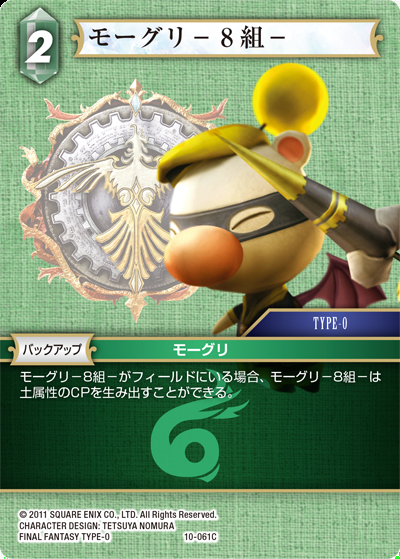 2
モーグリ－８組－
TYPE-0
バックアップ
モーグリ
モーグリ－8組－がフィールドにいる場合、モーグリ－8組－は
土属性のCPを生み出すことができる。
6
© 2011 SQUARE ENIX CO., LTD. All Rights Reserved.
CHARACTER DESIGN: TETSUYA NOMURA
FINAL FANTASY TYPE-0
10-061C